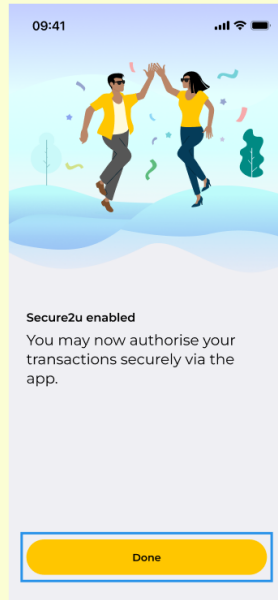 09:41
Secure2u enabled
You may now authorise your
transactions securely via the
app.
Done